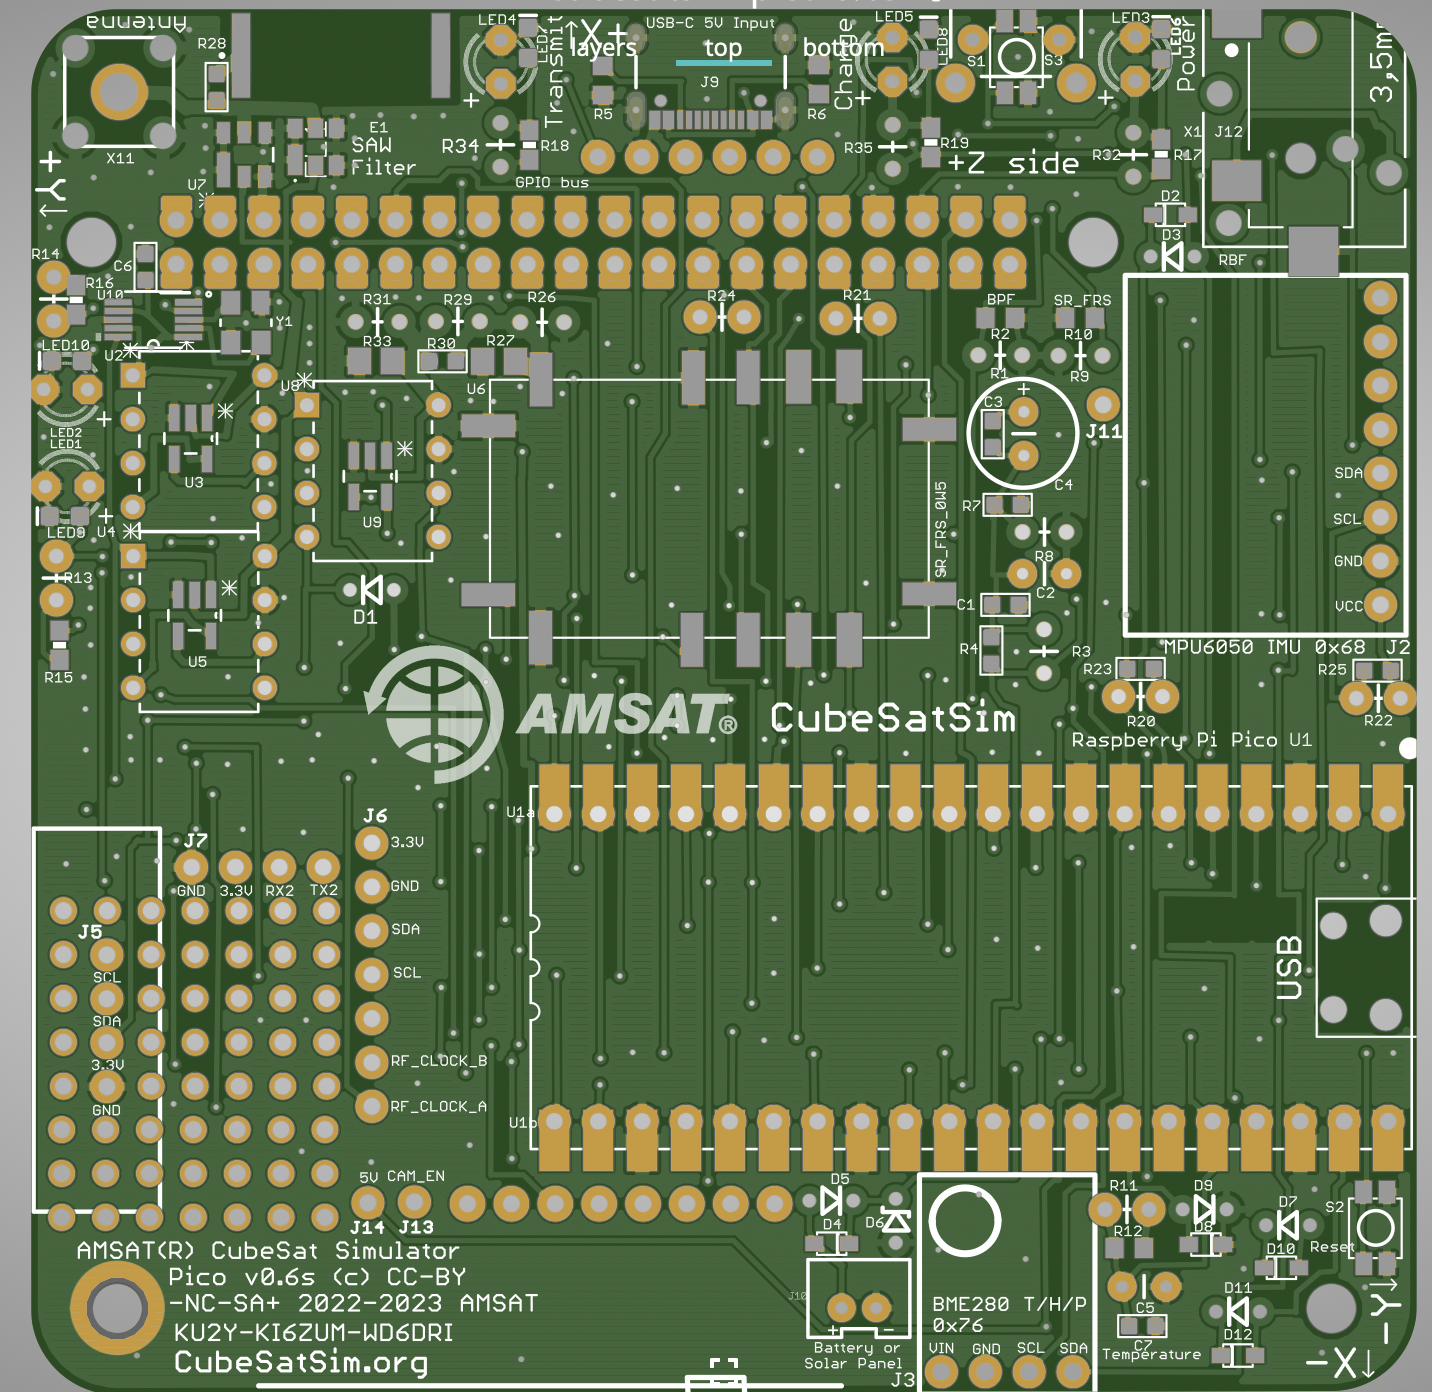 Antenna
R28
LED4
LED7
Transmit
X+
USB-C 5V Input
layers
top
bottom
J9
R5
R6
Change
LED5
LED8
S1
S3
LED3
LED6
Power
3,5m
X11
E1
SAW
Filter
R34
R18
R35
R19
+Z side
R32
X1
R17
J12
U7
GPIO bus
+Y
D2
D3
RBF
R14
C6
R16
U10
Y1
R31
R29
R26
R24
R21
BPF
SR_FRS
R2
R10
LED10
U2
R33
R30
R27
R1
R9
U8
U6
C3
J11
LED2
LED1
U3
U9
C4
SDA
R7
SR_FRS_0W5
SCL
LED9
U4
R8
GND
R13
C2
D1
C1
VCC
U5
R4
R3
MPU6050 IMU 0x68
J2
R15
R23
R25
AMSAT®
CubeSatSim
R20
R22
Raspberry Pi Pico U1
U1a
J6
J7
3.3V
GND 3.3V RX2 TX2
GND
J5
SDA
SCL
SCL
USB
SDA
3.3V
RF_CLOCK_B
GND
RF_CLOCK_A
U1b
5V CAM_EN
J14 J13
D5
D4
D6
R11
R12
D9
D8
D7
D10
S2
Reset
AMSAT(R) CubeSat Simulator
Pico v0.6s (c) CC-BY
-NC-SA+ 2022-2023 AMSAT
KU2Y-KI6ZUM-WD6DRI
CubeSatSim.org
J10
Battery or
Solar Panel
BME280 T/H/P
0x76
VIN GND SCL SDA
J3
C5
C7
Temperature
D11
D12
-Y
-X